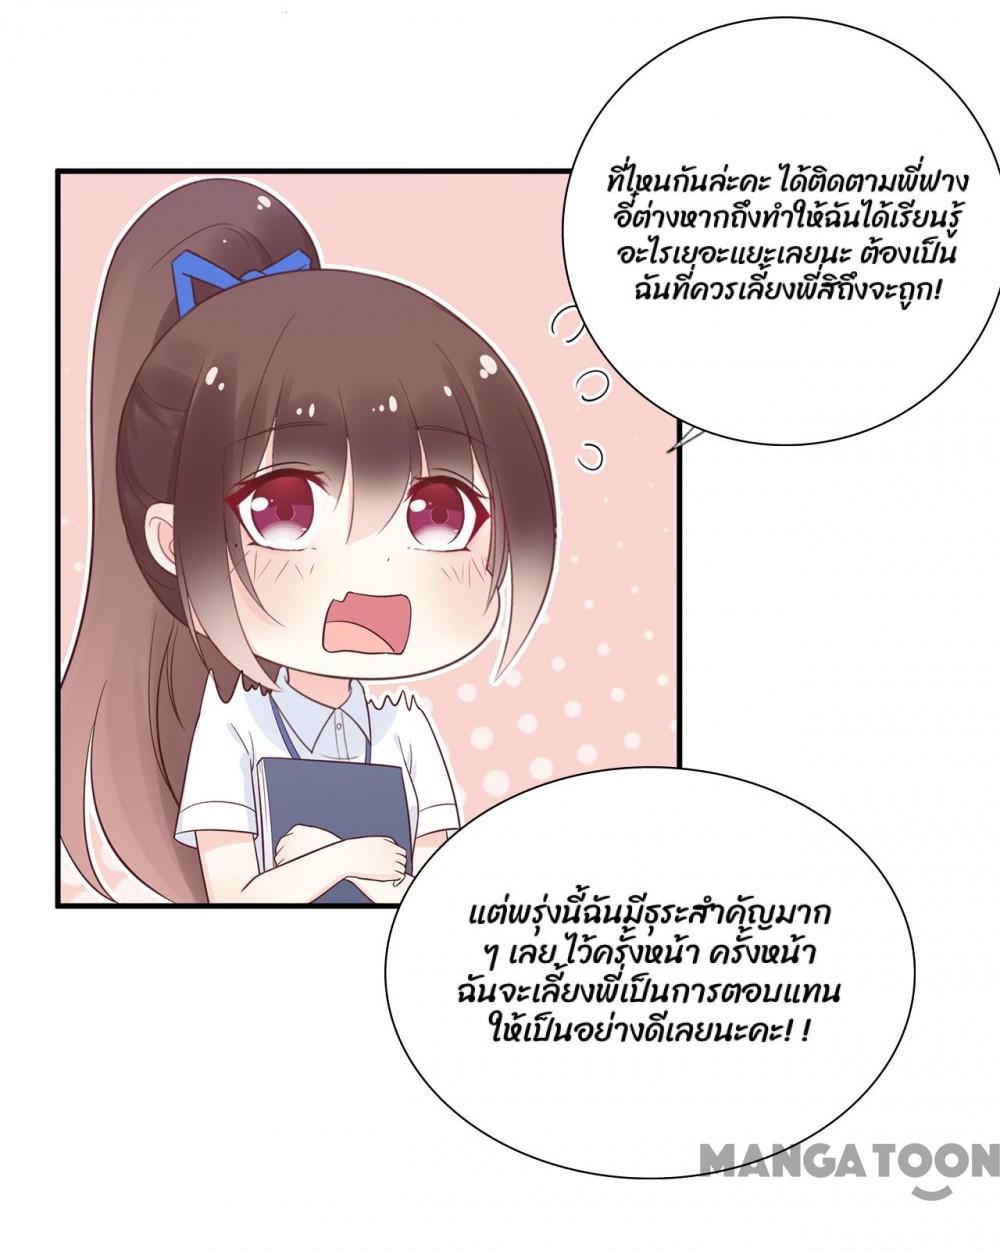 ที่ไหนกันล่ะคะ ได้ติดตามพี่ฟาง
อี๋ต่างหากถึงทำให้ฉันได้เรียนรู้
อะไรเยอะแยะเลยนะ ต้องเป็น
ฉันที่ควรเลี้ยงพี่สิถึงจะถูก!
แต่พรุ่งนี้ฉันมีธุระสำคัญมาก
ๆ เลย ไว้ครั้งหน้า ครั้งหน้า
ฉันจะเลี้ยงพี่เป็นการตอบแทน
ให้เป็นอย่างดีเลยนะคะ! !
MANGATOON